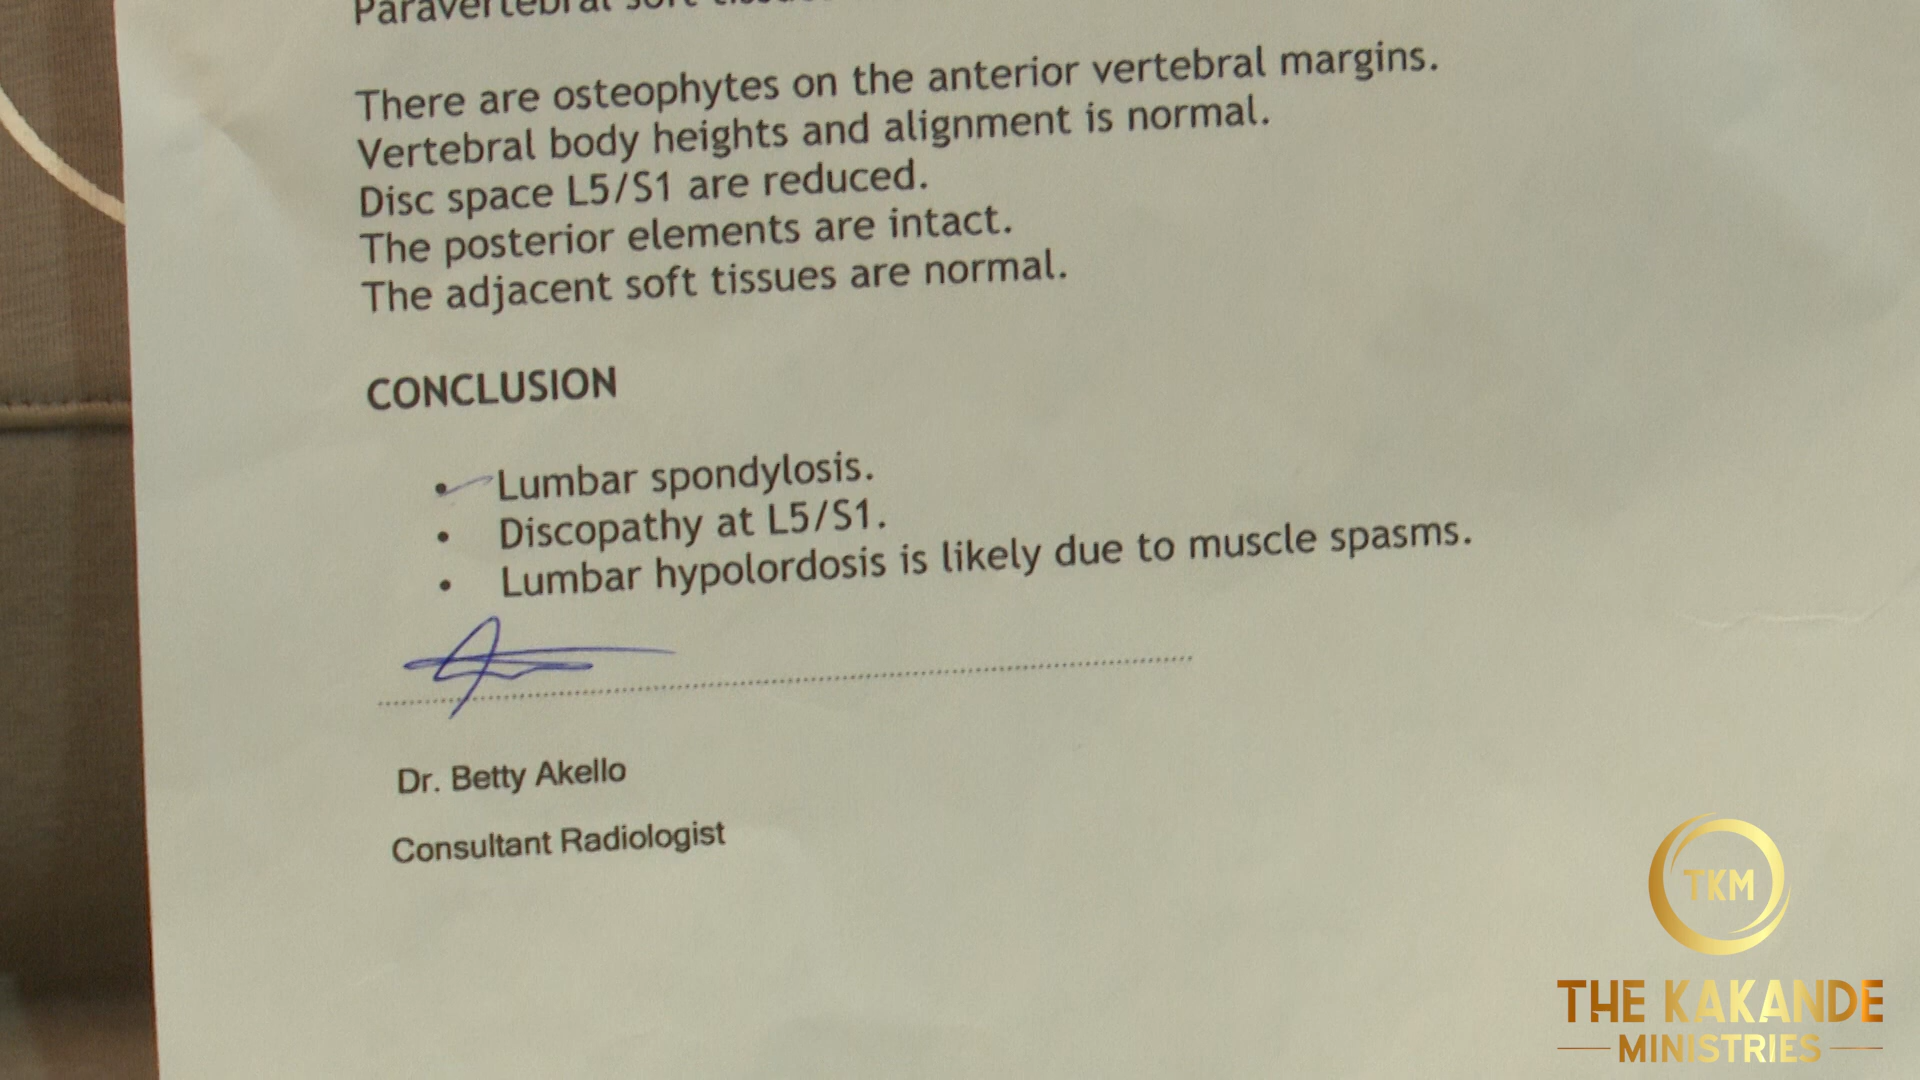 Paravertebral soft
There are osteophytes on the anterior vertebral margins.
Vertebral body heights and alignment is normal.
Disc space L5/S1 are reduced.
The posterior elements are intact.
The adjacent soft tissues are normal.
CONCLUSION
• Lumbar spondylosis.
• Discopathy at L5/S1.
• Lumbar hypolordosis is likely due to muscle spasms.
Dr. Betty Akello
Consultant Radiologist
TKM
THE KAKANDE
MINISTRIES